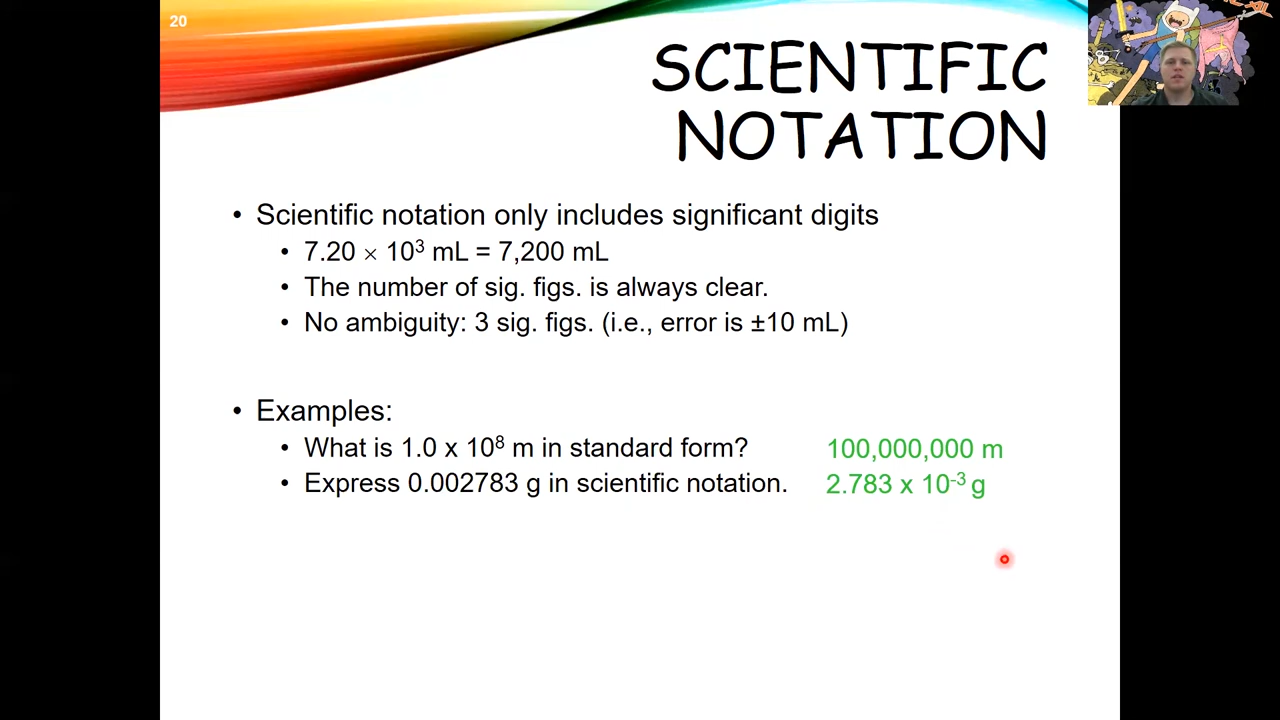 20
SCIENTIFIC
NOTATION
• Scientific notation only includes significant digits
• 7.20 × 10³ mL = 7,200 mL
• The number of sig. figs. is always clear.
• No ambiguity: 3 sig. figs. (i.e., error is ±10 mL)
• Examples:
• What is 1.0 x 10⁸ m in standard form? 100,000,000 m
• Express 0.002783 g in scientific notation. 2.783 x 10⁻³ g